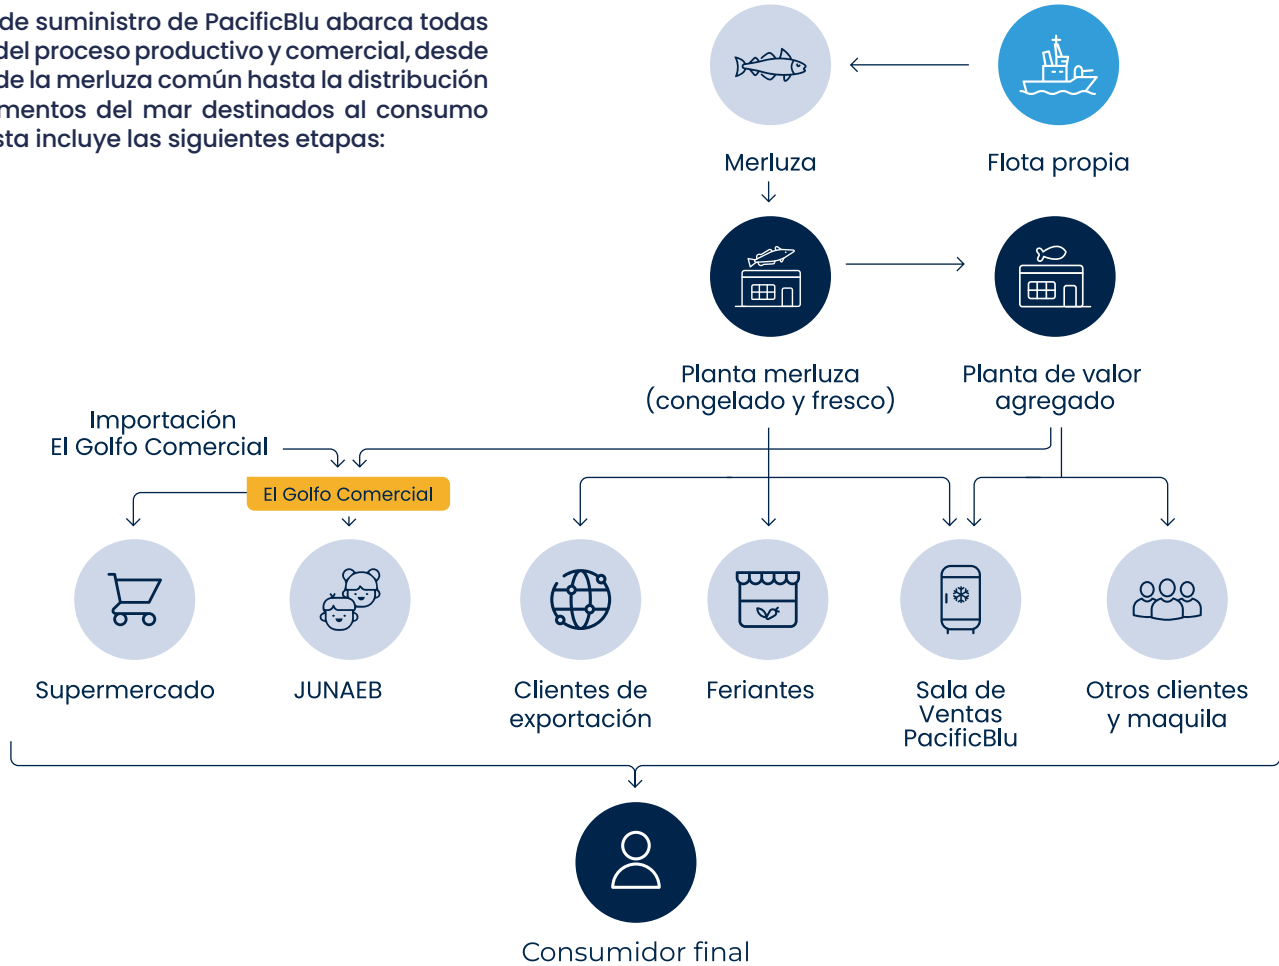 de suministro de PacificBlu abarca todas
del proceso productivo y comercial, desde
de la merluza común hasta la distribución
mentos del mar destinados al consumo
sta incluye las siguientes etapas:
Merluza
Flota propia
Planta merluza
(congelado y fresco)
Planta de valor
agregado
Importación
El Golfo Comercial
El Golfo Comercial
Supermercado
JUNAEB
Clientes de
exportación
Feriantes
Sala de
Ventas
PacificBlu
Otros clientes
y maquila
Consumidor final